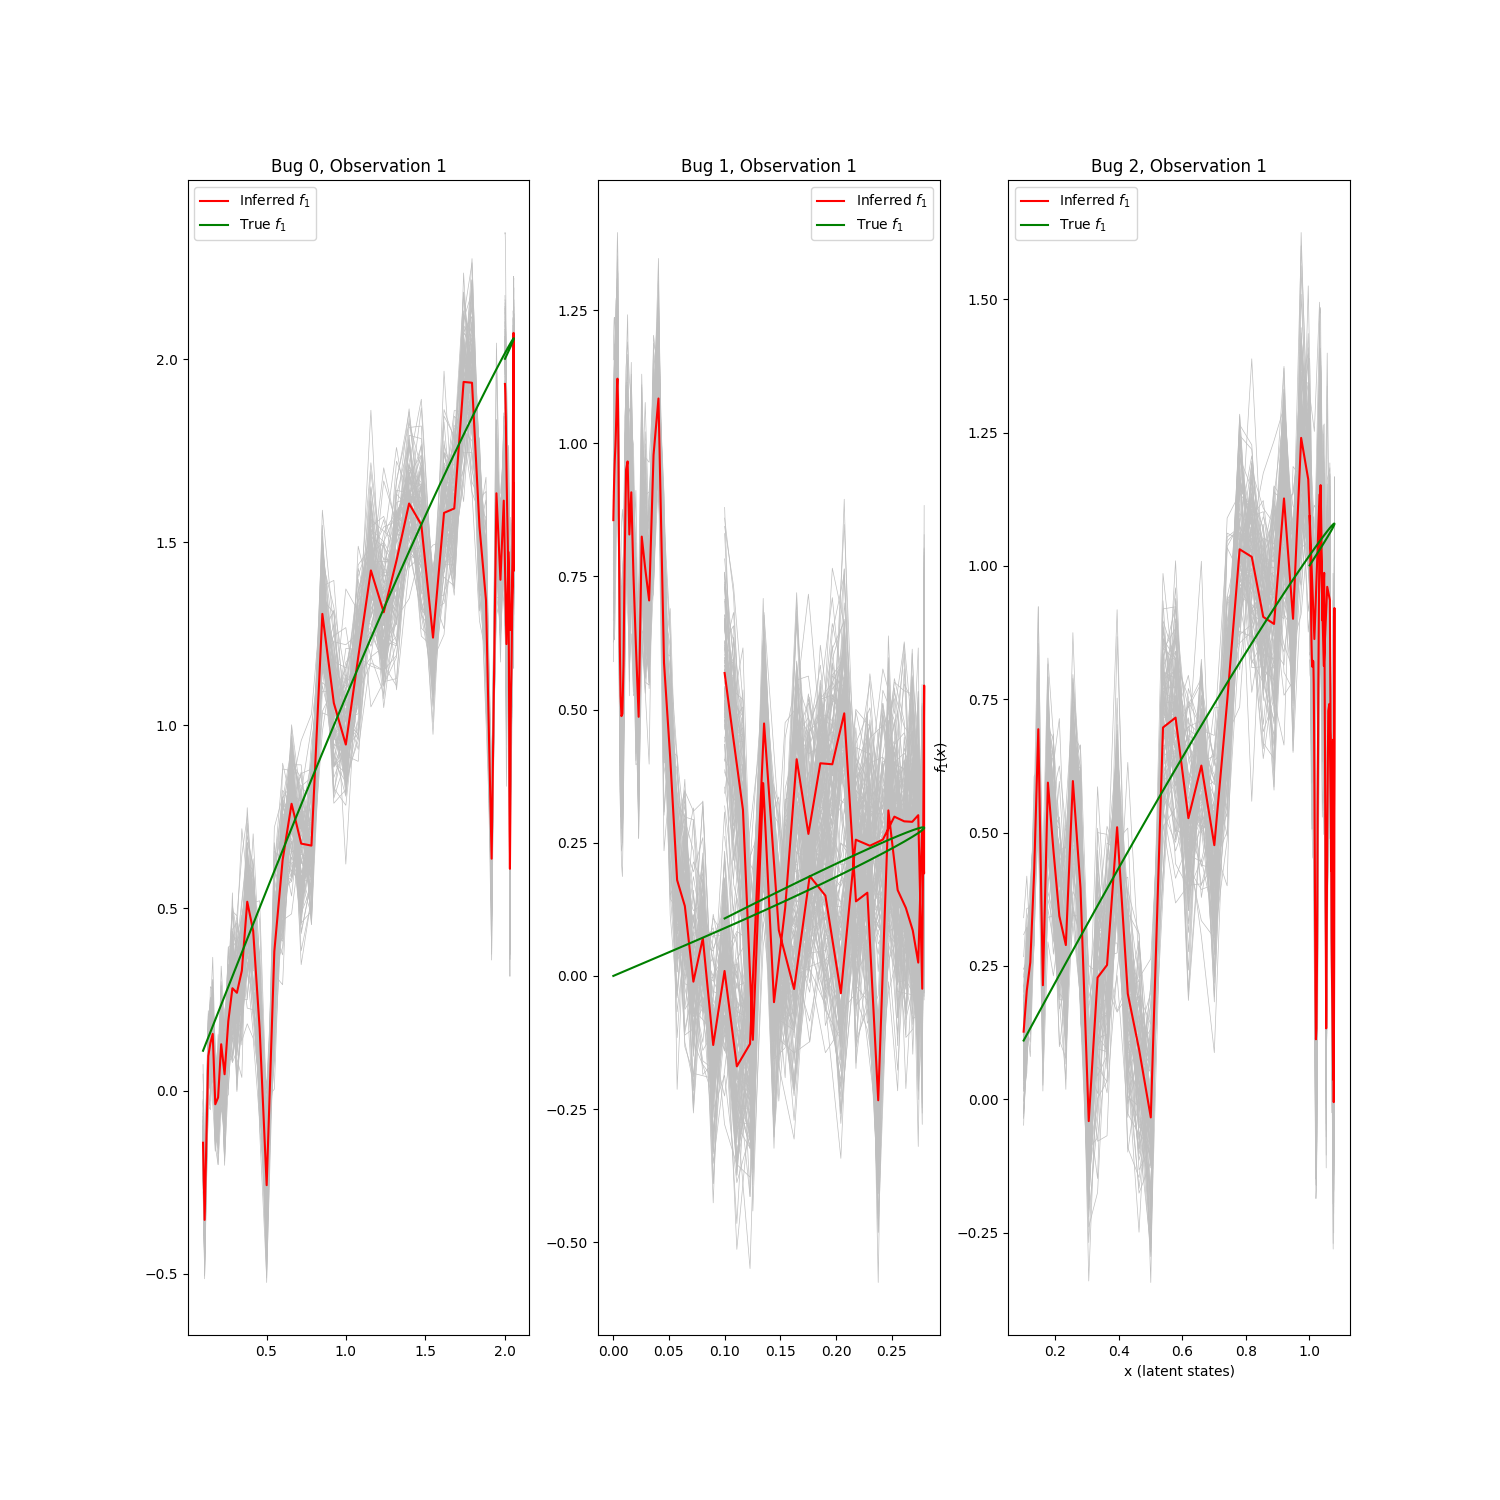 Bug 0, Observation 1
Inferred f₁
True f₁
2.0
1.5
1.0
0.5
0.0
−0.5
0.5 1.0 1.5 2.0
Bug 1, Observation 1
Inferred f₁
True f₁
1.25
1.00
0.75
0.50
0.25
0.00
−0.25
−0.50
0.00 0.05 0.10 0.15 0.20 0.25
Bug 2, Observation 1
Inferred f₁
True f₁
f₁(x)
1.50
1.25
1.00
0.75
0.50
0.25
0.00
−0.25
0.2 0.4 0.6 0.8 1.0
x (latent states)